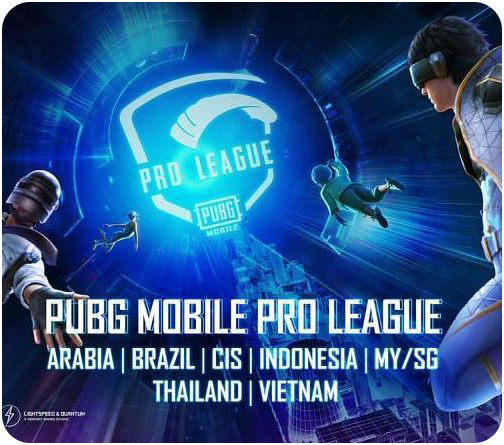 PRO LEAGUE
PUBG
MOBILE
PUBG MOBILE PRO LEAGUE
ARABIA | BRAZIL | CIS | INDONESIA | MY/SG
THAILAND | VIETNAM
LIGHTSPEED & QUANTUM
A TENCENT GAMES STUDIO